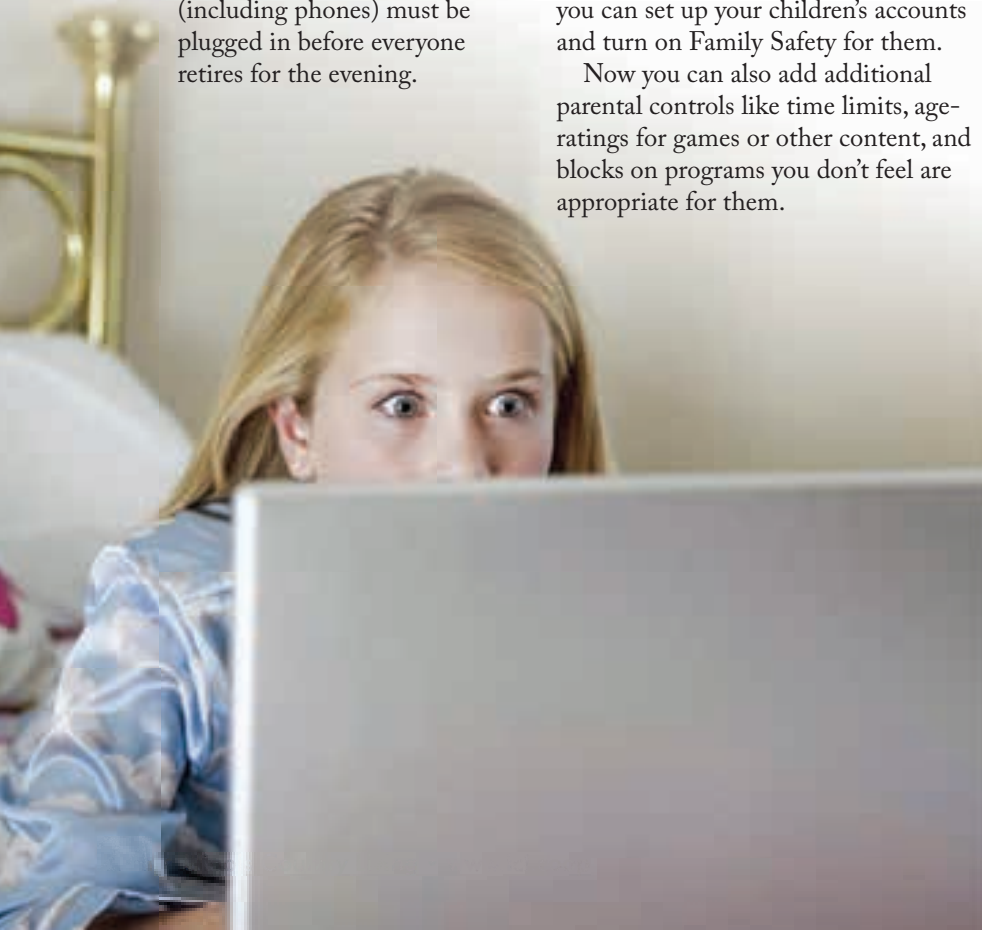 (including phones) must be
plugged in before everyone
retires for the evening.
you can set up your children’s accounts
and turn on Family Safety for them.
Now you can also add additional
parental controls like time limits, age-
ratings for games or other content, and
blocks on programs you don’t feel are
appropriate for them.